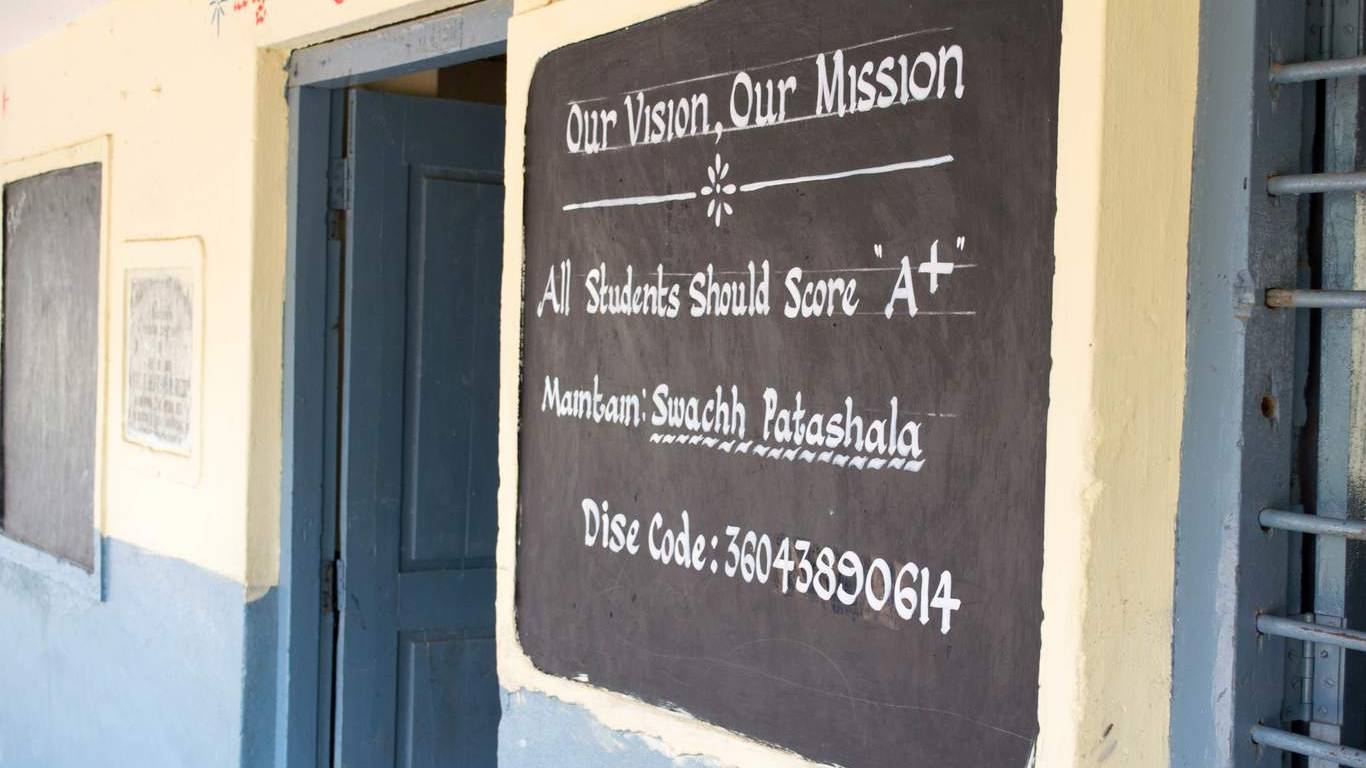 Our Vision, Our Mission
All Students Should Score "A+"
Maintain: Swachh Patashala
Dise Code: 36043890614